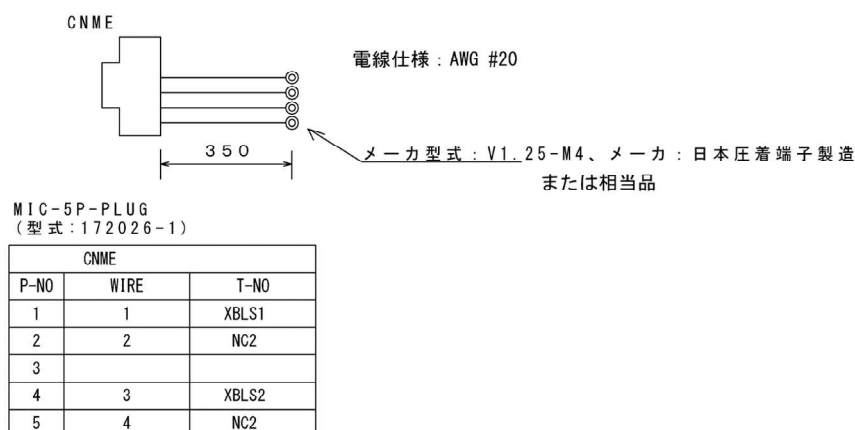 CNME
電線仕様：AWG #20
350
メーカ型式：V1.25-M4、メーカ：日本圧着端子製造
または相当品
MIC-5P-PLUG
(型式:172026-1)
CNME
P-NO WIRE T-NO
1 1 XBLS1
2 2 NC2
3
4 3 XBLS2
5 4 NC2